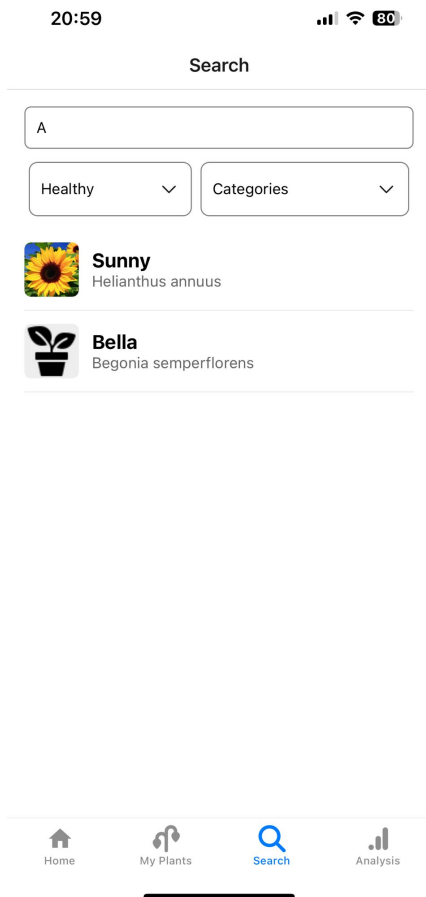 20:59
80
Search
A
Healthy
Categories
Sunny
Helianthus annuus
Bella
Begonia semperflorens
Home
My Plants
Search
Analysis